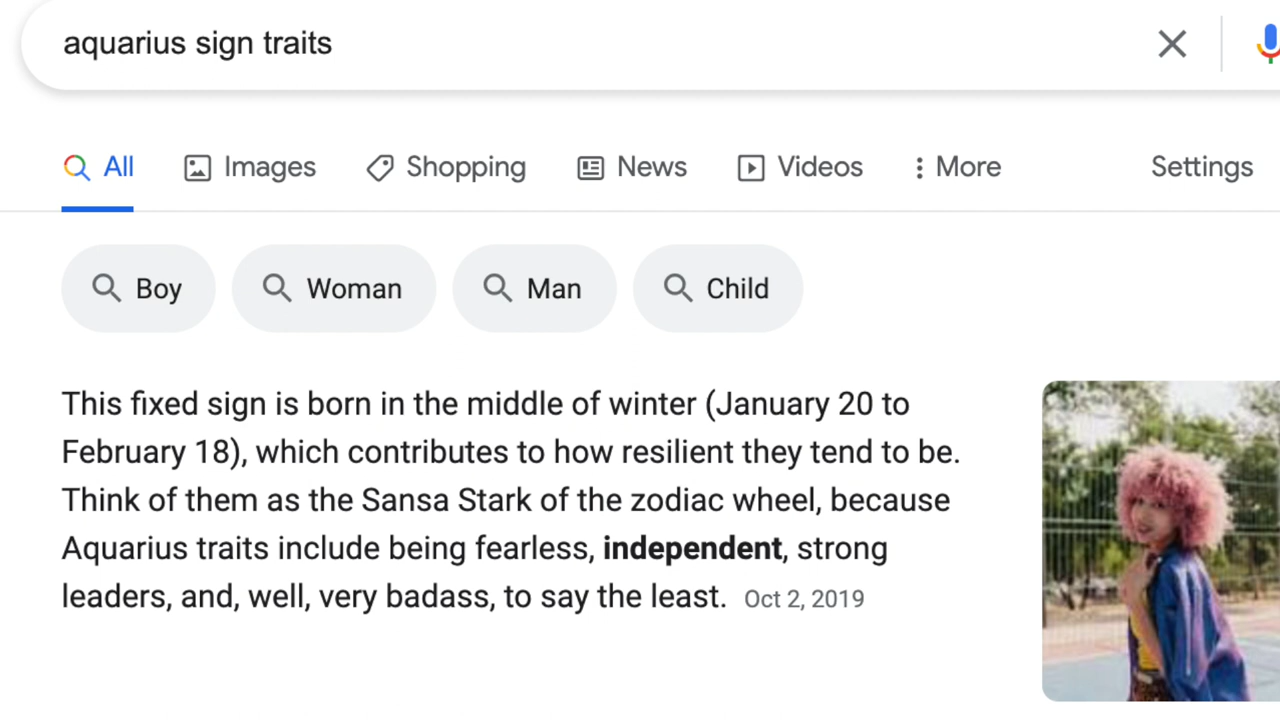 aquarius sign traits
All Images Shopping News Videos More Settings
Boy Woman Man Child
This fixed sign is born in the middle of winter (January 20 to
February 18), which contributes to how resilient they tend to be.
Think of them as the Sansa Stark of the zodiac wheel, because
Aquarius traits include being fearless, independent, strong
leaders, and, well, very badass, to say the least. Oct 2, 2019